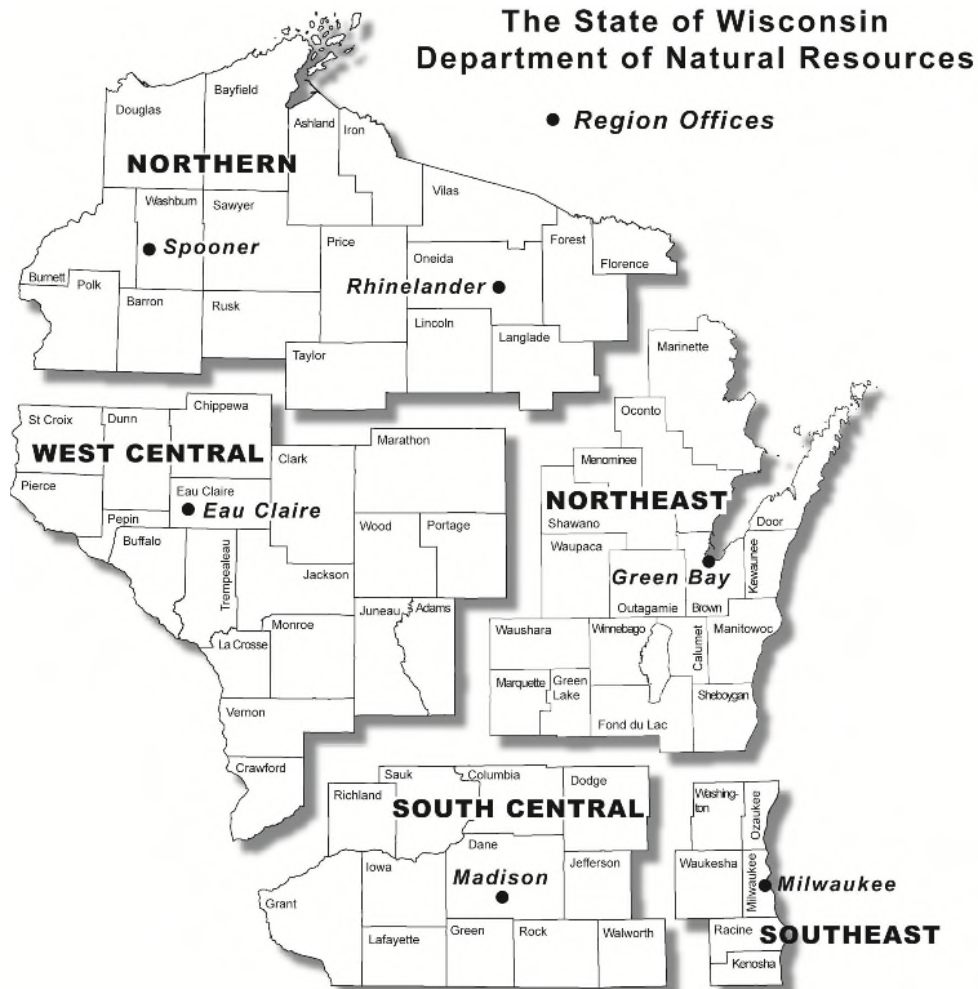 The State of Wisconsin
Department of Natural Resources
Region Offices
Douglas
Bayfield
Ashland
Iron
NORTHERN
Vilas
Washburn
Sawyer
Spooner
Price
Forest
Florence
Oneida
Burnett
Polk
Rhinelander
Barron
Rusk
Lincoln
Langlade
Taylor
Marinette
Chippewa
St Croix
Dunn
Oconto
WEST CENTRAL
Clark
Marathon
Menominee
Pierce
Eau Claire
Eau Claire
NORTHEAST
Pepin
Wood
Portage
Shawano
Door
Buffalo
Waupaca
Trempealeau
Jackson
Green Bay
Kewaunee
Juneau
Adams
Outagamie
Brown
Monroe
La Crosse
Waushara
Winnebago
Calumet
Manitowoc
Marquette
Green
Lake
Sheboygan
Vernon
Fond du Lac
Crawford
Sauk
Columbia
Dodge
Richland
SOUTH CENTRAL
Washing-
ton
Ozaukee
Dane
Iowa
Jefferson
Waukesha
Milwaukee
Madison
Milwaukee
Grant
Lafayette
Green
Rock
Walworth
Racine
SOUTHEAST
Kenosha